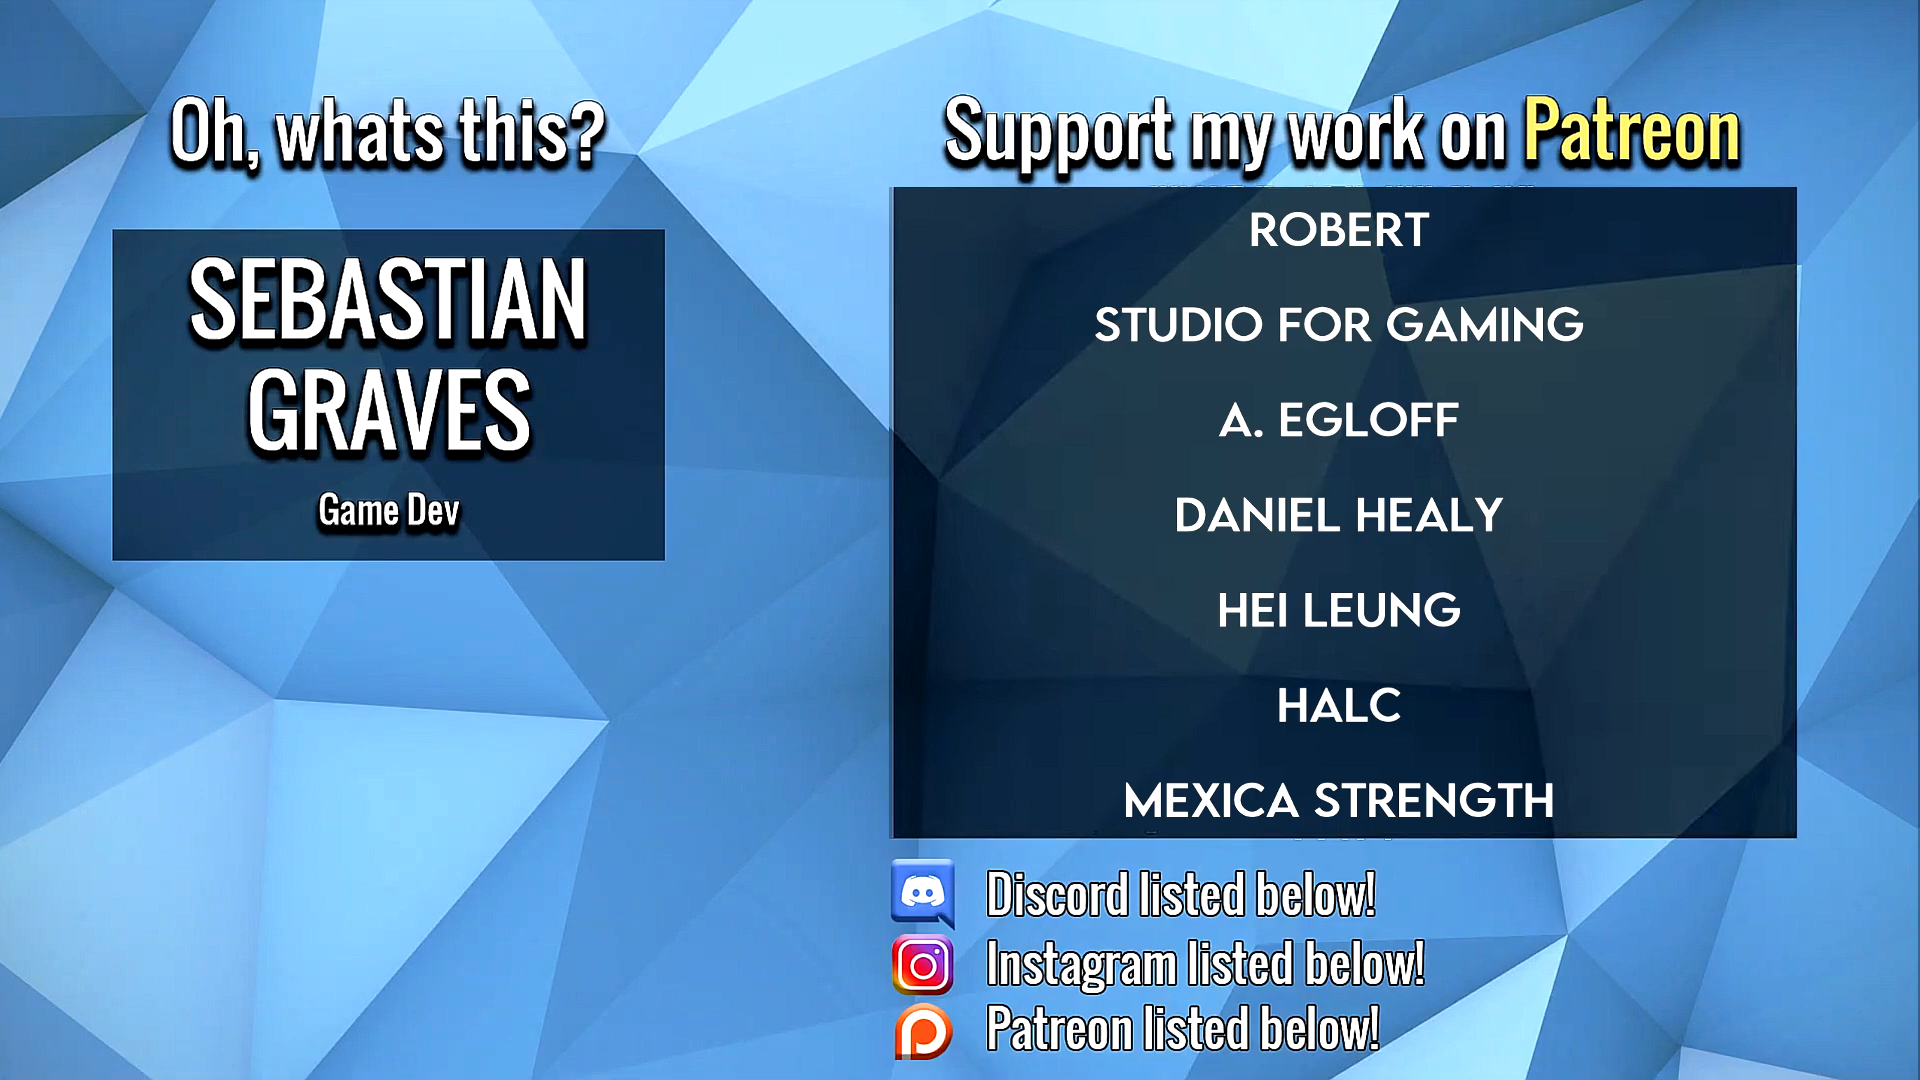 Oh, whats this?
SEBASTIAN
GRAVES
Game Dev
Support my work on Patreon
ROBERT
STUDIO FOR GAMING
A. EGLOFF
DANIEL HEALY
HEI LEUNG
HALC
MEXICA STRENGTH
Discord listed below!
Instagram listed below!
Patreon listed below!